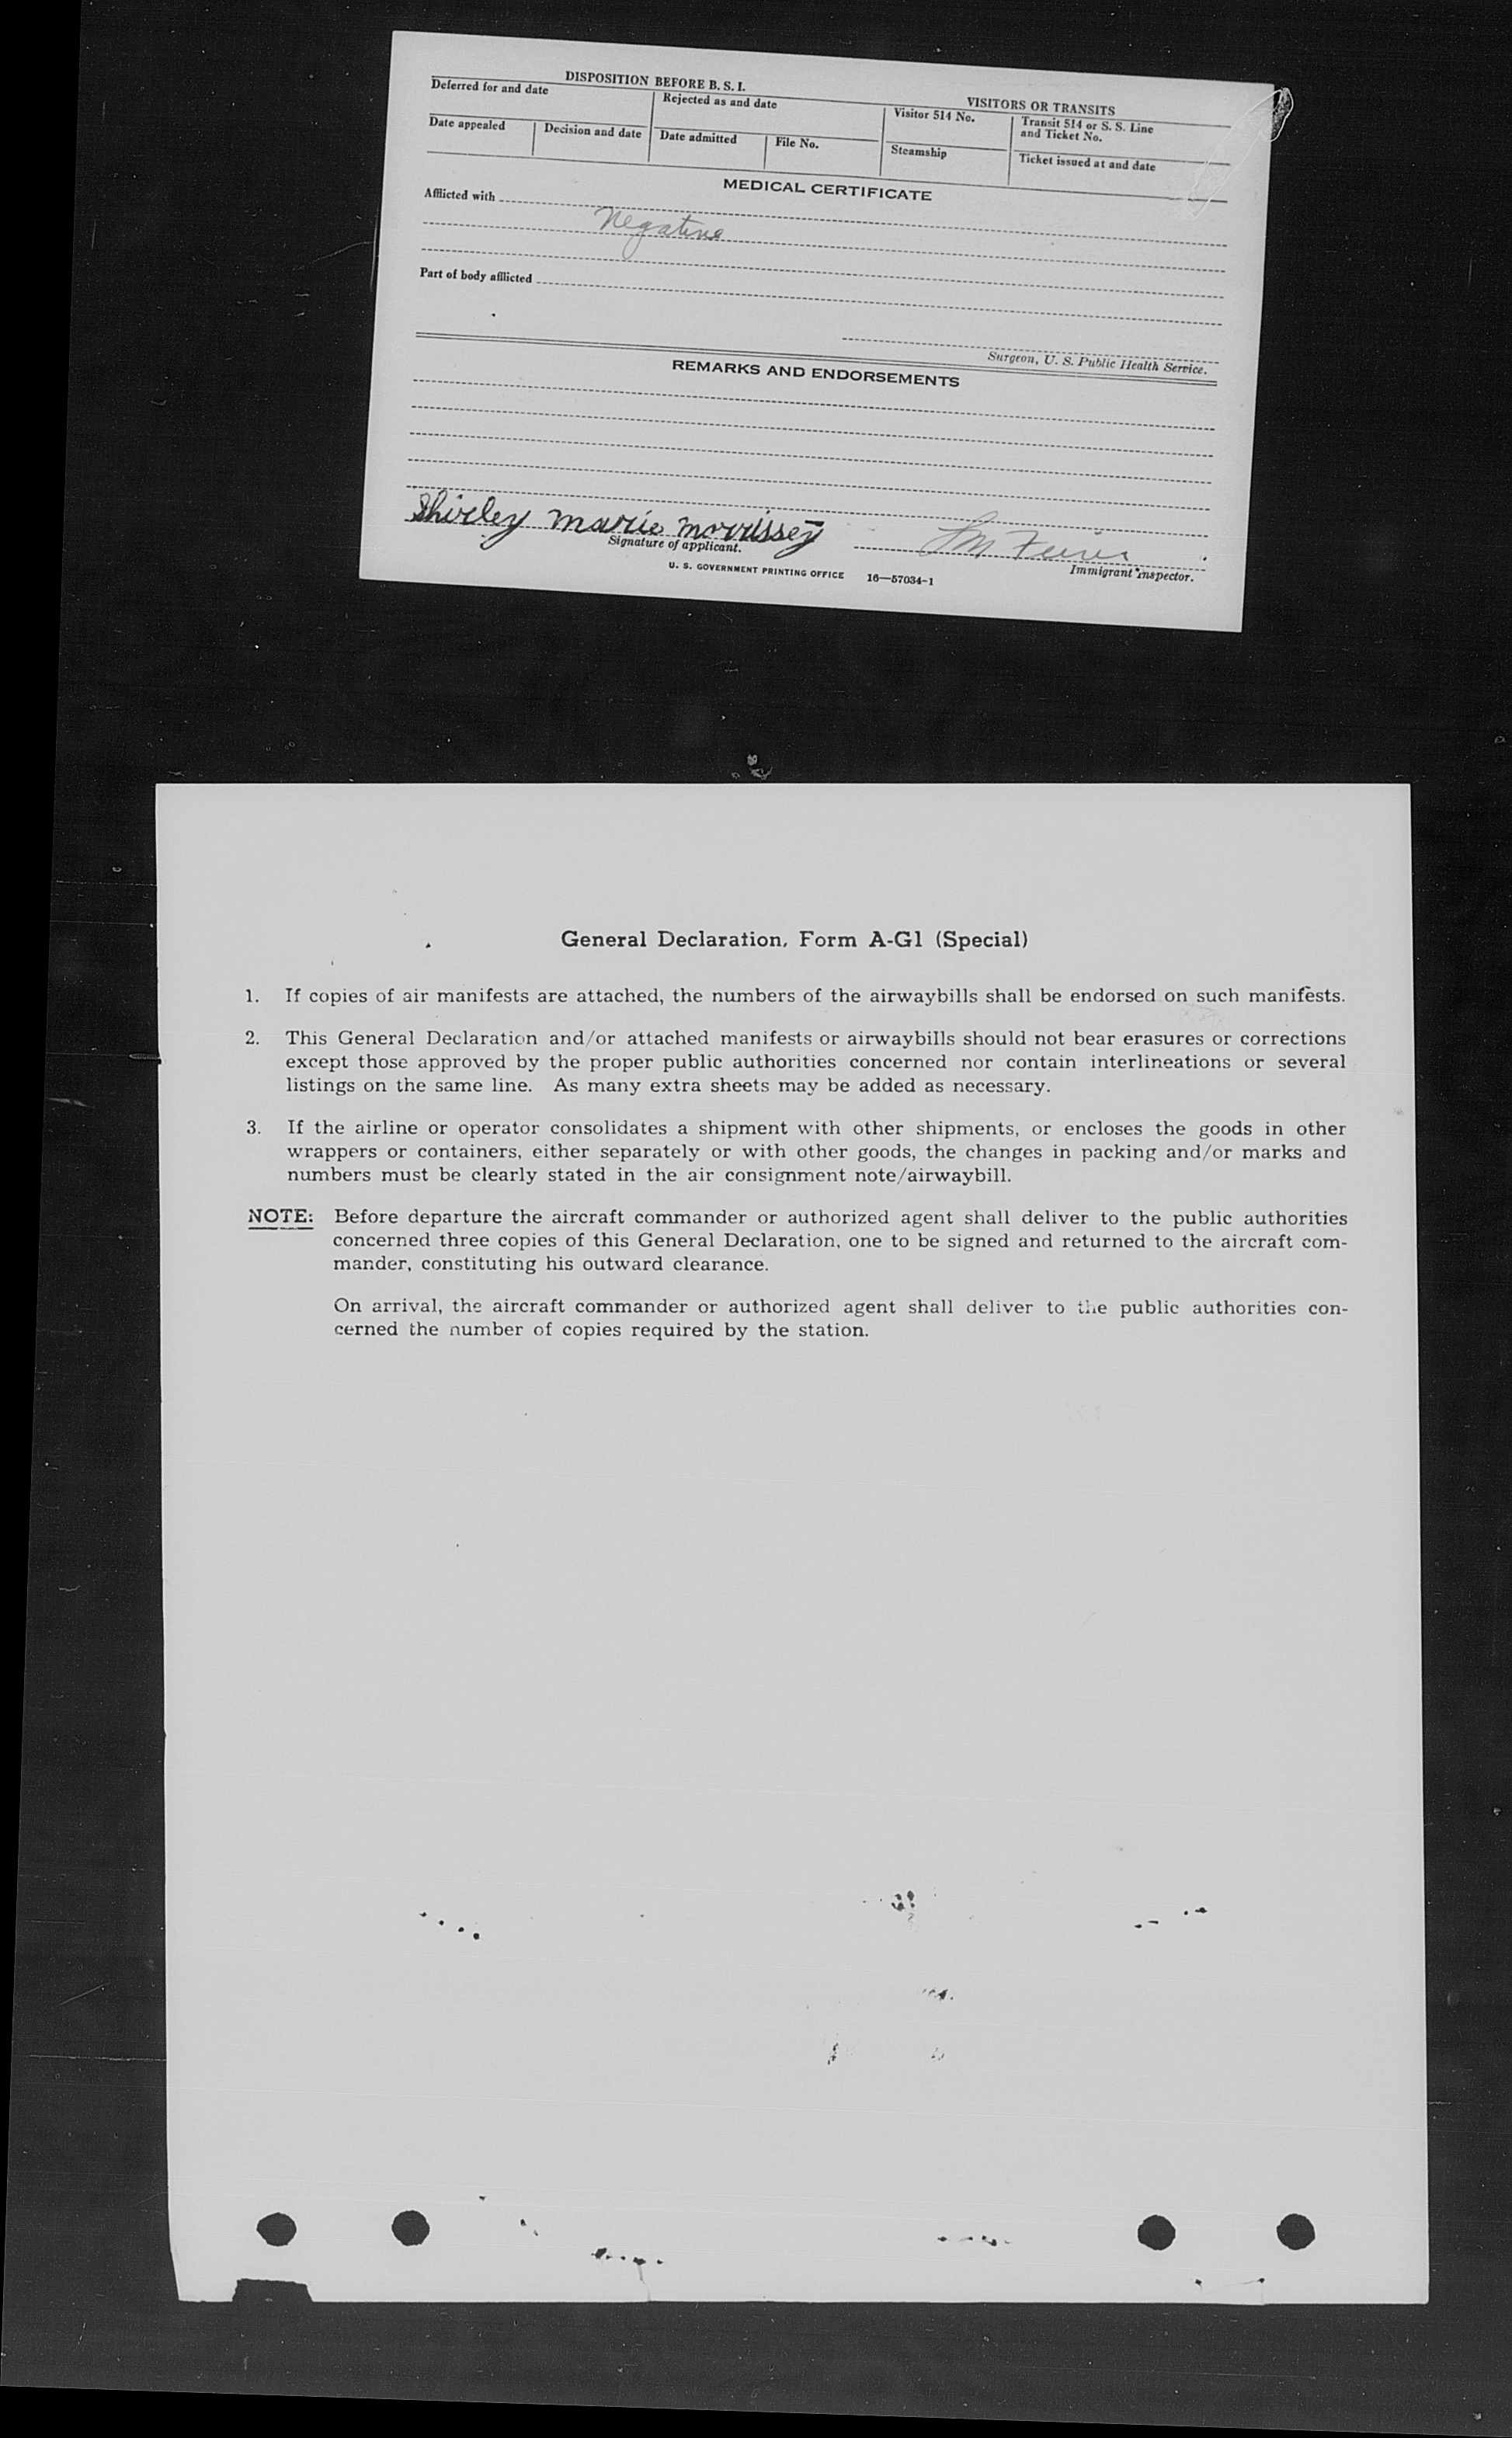 DISPOSITION BEFORE B. S. I.
VISITORS OR TRANSITS
Deferred for and date
Rejected as and date
Visitor 514 No.
Transit 514 or S. S. Line
and Ticket No.
Date appealed
Decision and date
Date admitted
File No.
Steamship
Ticket issued at and date
MEDICAL CERTIFICATE
Afflicted with
Negative
Part of body afflicted
Surgeon, U. S. Public Health Service.
REMARKS AND ENDORSEMENTS
Shirley Marie Morrissey
Signature of applicant.
Immigrant Inspector.
U. S. GOVERNMENT PRINTING OFFICE 16—57034-1
General Declaration, Form A-G1 (Special)
1. If copies of air manifests are attached, the numbers of the airwaybills shall be endorsed on such manifests.
2. This General Declaration and/or attached manifests or airwaybills should not bear erasures or corrections
except those approved by the proper public authorities concerned nor contain interlineations or several
listings on the same line. As many extra sheets may be added as necessary.
3. If the airline or operator consolidates a shipment with other shipments, or encloses the goods in other
wrappers or containers, either separately or with other goods, the changes in packing and/or marks and
numbers must be clearly stated in the air consignment note/airwaybill.
NOTE: Before departure the aircraft commander or authorized agent shall deliver to the public authorities
concerned three copies of this General Declaration, one to be signed and returned to the aircraft com-
mander, constituting his outward clearance.
On arrival, the aircraft commander or authorized agent shall deliver to the public authorities con-
cerned the number of copies required by the station.